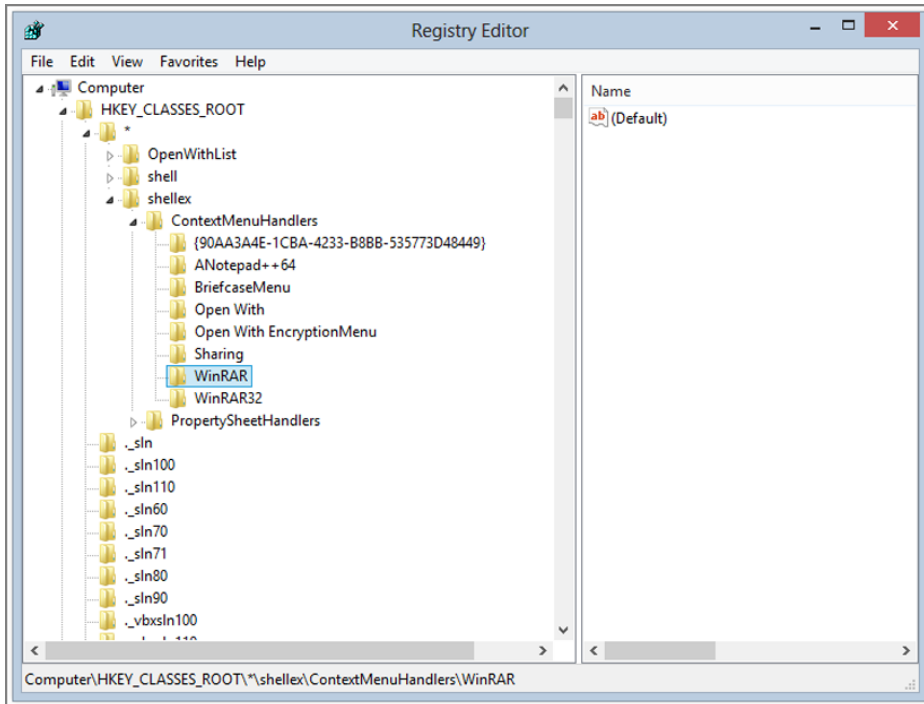 Registry Editor
File Edit View Favorites Help
Computer
HKEY_CLASSES_ROOT
*
OpenWithList
shell
shellex
ContextMenuHandlers
{90AA3A4E-1CBA-4233-B8BB-535773D48449}
ANotepad++64
BriefcaseMenu
Open With
Open With EncryptionMenu
Sharing
WinRAR
WinRAR32
PropertySheetHandlers
._sln
._sln100
._sln110
._sln60
._sln70
._sln71
._sln80
._sln90
._vbxsln100
Name
ab (Default)
Computer\HKEY_CLASSES_ROOT\*\shellex\ContextMenuHandlers\WinRAR